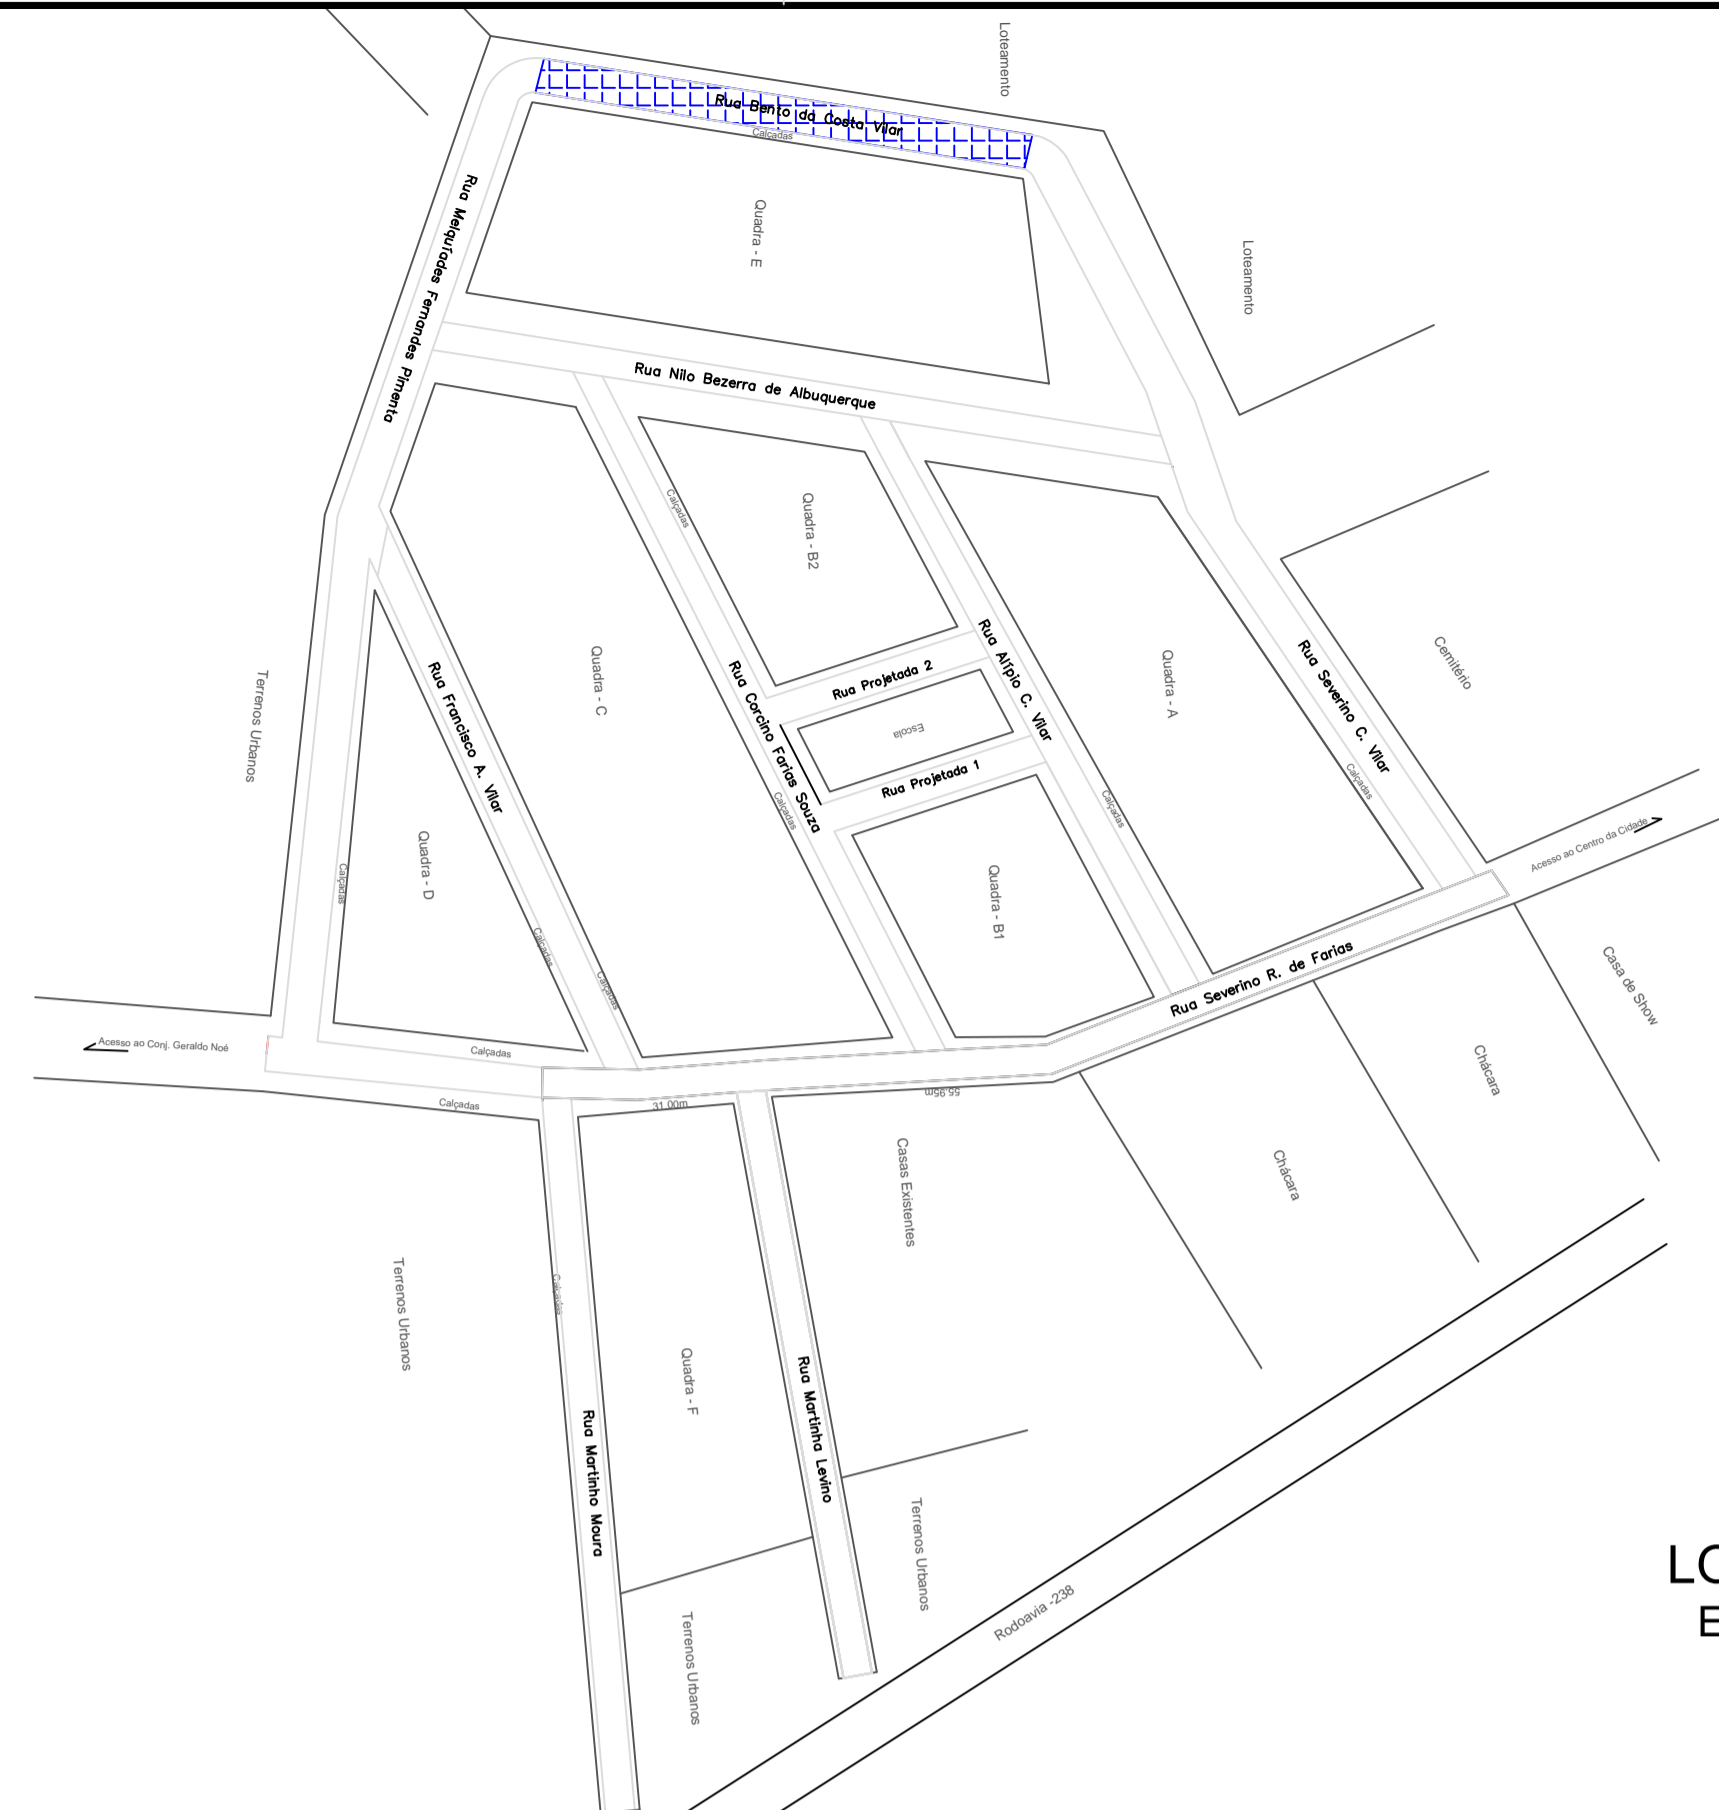 Loteamento
Rua Bento da Costa Vilar
Calçadas
Rua Melquíades Fernandes Pimenta
Quadra - E
Loteamento
Rua Nilo Bezerra de Albuquerque
Calçadas
Quadra - B2
Rua Projetada 2
Escola
Rua Projetada 1
Rua Alípio C. Vilar
Quadra - A
Rua Severino C. Vilar
Cemitério
Calçadas
Calçadas
Terrenos Urbanos
Rua Francisco A. Vilar
Quadra - C
Rua Corcino Farias Souza
Calçadas
Quadra - D
Calçadas
Calçadas
Calçadas
Quadra - B1
Acesso ao Centro da Cidade
Rua Severino R. de Farias
Casa de Show
Chácara
Chácara
Acesso ao Conj. Geraldo Noé
Calçadas
Calçadas
31.00m
55.95m
Casas Existentes
Terrenos Urbanos
Calçadas
Quadra - F
Rua Martinho Moura
Rua Martinha Levino
Terrenos Urbanos
Terrenos Urbanos
Rodoavia -238
LO
E